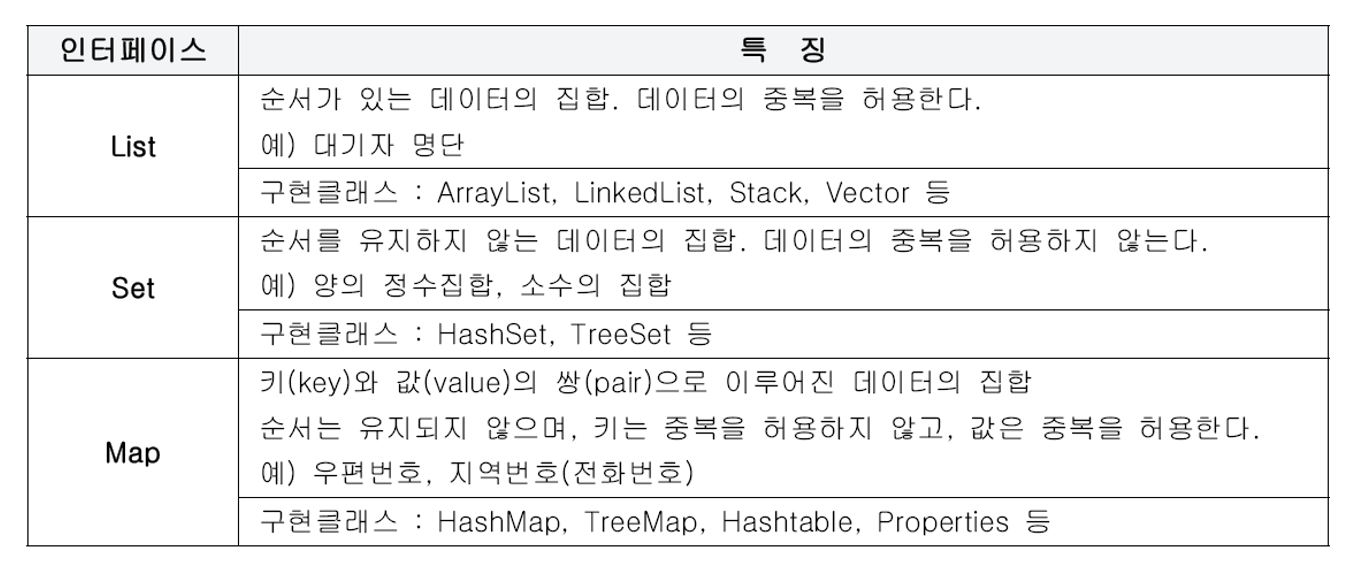 인터페이스 특 징
List
순서가 있는 데이터의 집합. 데이터의 중복을 허용한다.
예) 대기자 명단
구현클래스 : ArrayList, LinkedList, Stack, Vector 등
Set
순서를 유지하지 않는 데이터의 집합. 데이터의 중복을 허용하지 않는다.
예) 양의 정수집합, 소수의 집합
구현클래스 : HashSet, TreeSet 등
Map
키(key)와 값(value)의 쌍(pair)으로 이루어진 데이터의 집합
순서는 유지되지 않으며, 키는 중복을 허용하지 않고, 값은 중복을 허용한다.
예) 우편번호, 지역번호(전화번호)
구현클래스 : HashMap, TreeMap, Hashtable, Properties 등